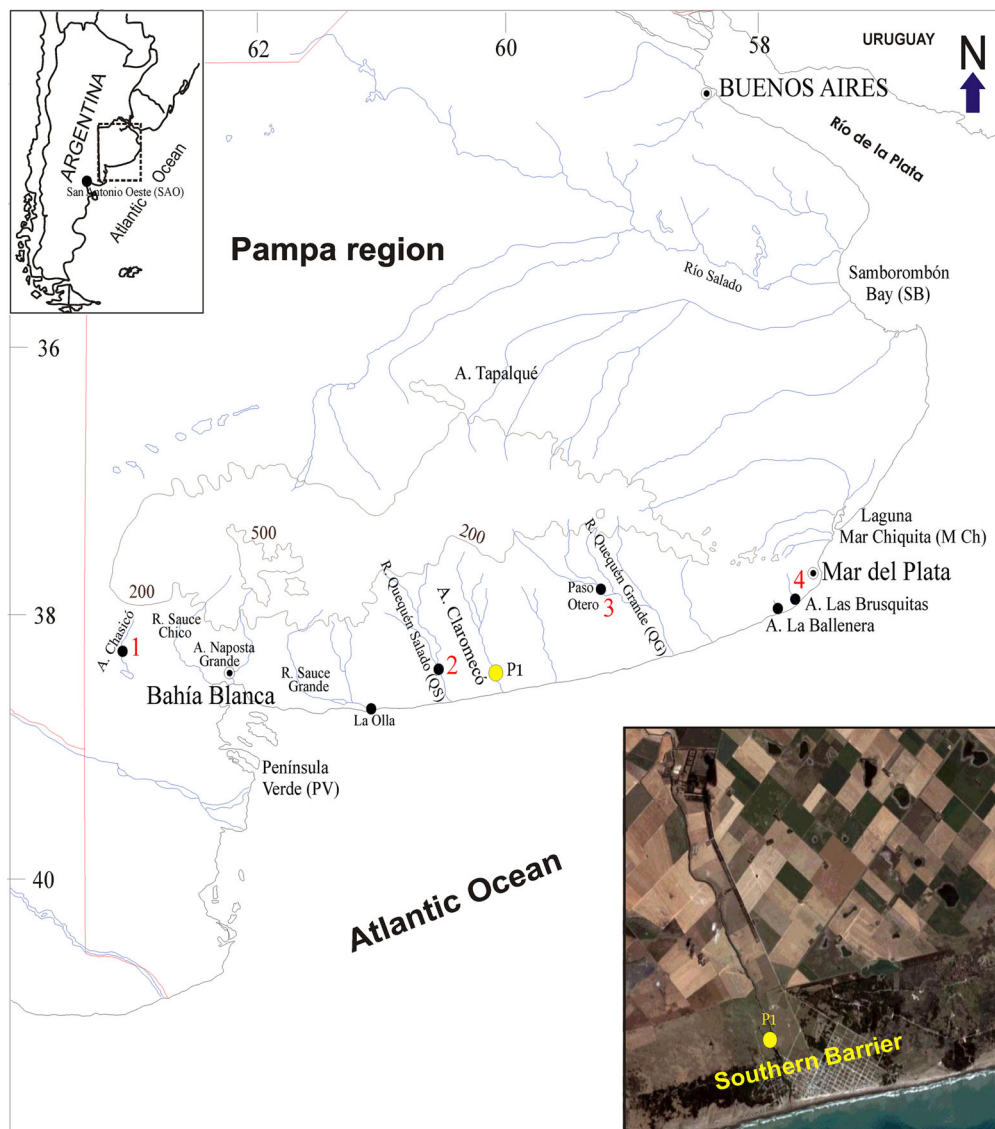 62
60
58
URUGUAY
N
BUENOS AIRES
Río de la Plata
ARGENTINA
San Antonio Oeste (SAO)
Atlantic Ocean
Pampa region
Río Salado
Samborombón
Bay (SB)
36
A. Tapalqué
500
200
200
Laguna
Mar Chiquita (M Ch)
Mar del Plata
4
A. Las Brusquitas
A. La Ballenera
R. Quequén Grande (QG)
Paso
Otero
3
38
A. Chasicó
1
R. Sauce
Chico
A. Naposta
Grande
Bahía Blanca
R. Sauce
Grande
La Olla
R. Quequén Salado (QS)
2
A. Claromecó
P1
Península
Verde (PV)
40
Atlantic Ocean
P1
Southern Barrier